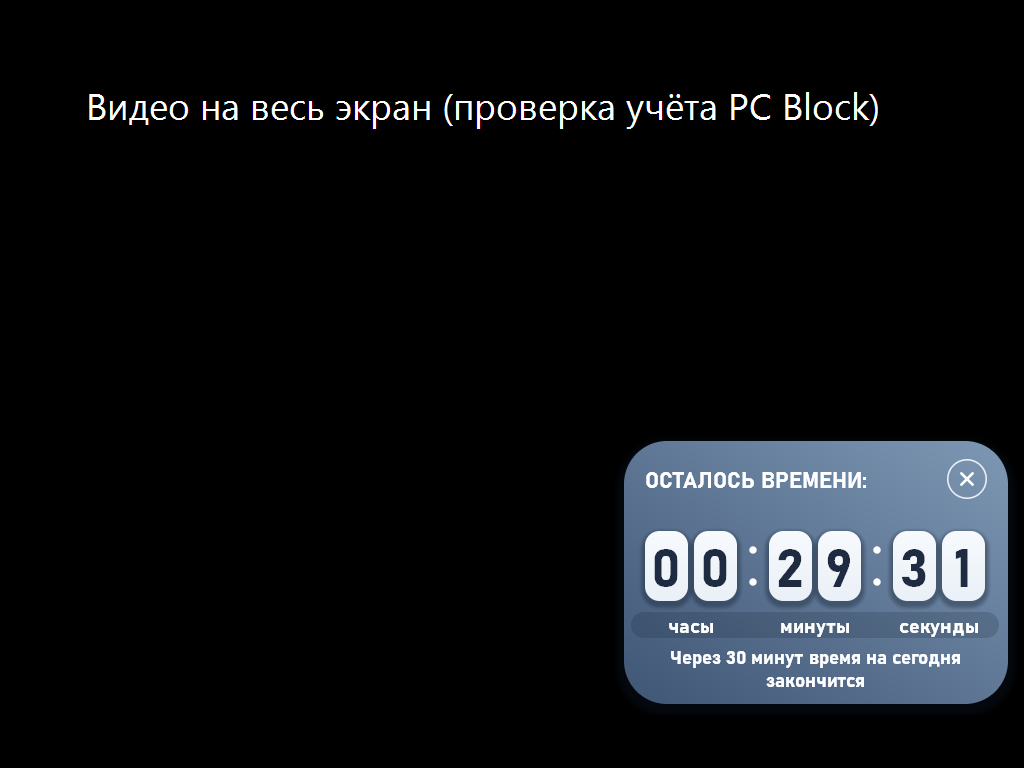 Видео на весь экран (проверка учёта PC Block)
ОСТАЛОСЬ ВРЕМЕНИ:
00:29:31
часы минуты секунды
Через 30 минут время на сегодня
закончится